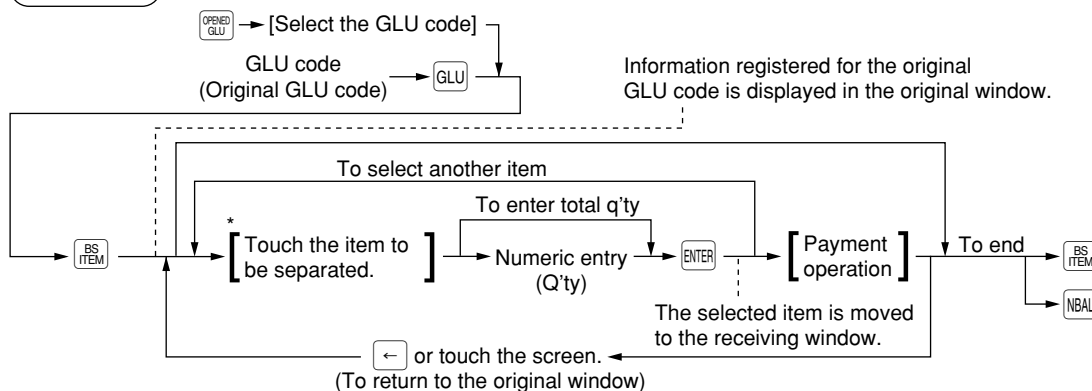 OPENED
GLU
[Select the GLU code]
GLU code
(Original GLU code)
GLU
Information registered for the original
GLU code is displayed in the original window.
To select another item
To enter total q'ty
BS
ITEM
*
[Touch the item to
be separated.]
Numeric entry
(Q'ty)
ENTER
[Payment
operation]
To end
BS
ITEM
NBAL
The selected item is moved
to the receiving window.
← or touch the screen.
(To return to the original window)